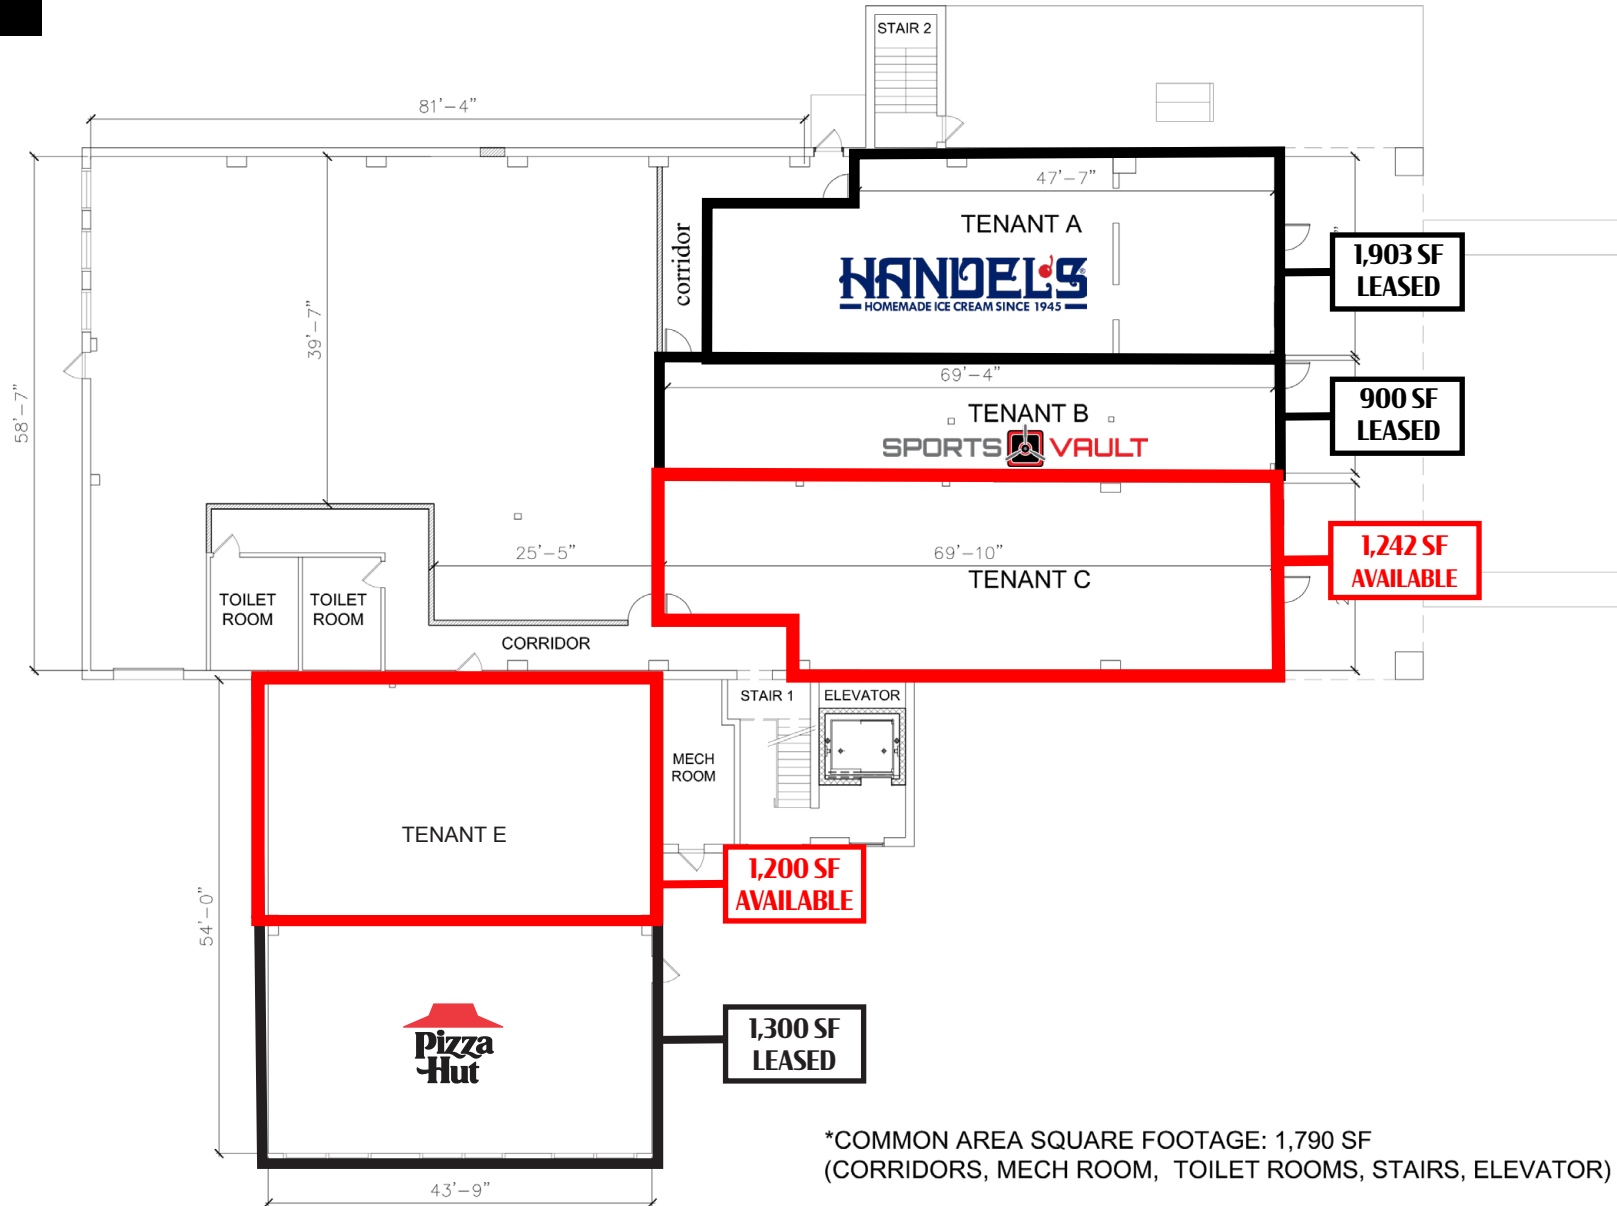 STAIR 2
81'-4"
47'-7"
TENANT A
corridor
HANDEL'S
®
HOMEMADE ICE CREAM SINCE 1945
1,903 SF
LEASED
39'-7"
58'-7"
69'-4"
TENANT B
SPORTS VAULT
900 SF
LEASED
25'-5"
69'-10"
TENANT C
1,242 SF
AVAILABLE
TOILET
ROOM
TOILET
ROOM
CORRIDOR
STAIR 1
ELEVATOR
MECH
ROOM
TENANT E
1,200 SF
AVAILABLE
54'-0"
Pizza
Hut
1,300 SF
LEASED
*COMMON AREA SQUARE FOOTAGE: 1,790 SF
(CORRIDORS, MECH ROOM, TOILET ROOMS, STAIRS, ELEVATOR)
43'-9"